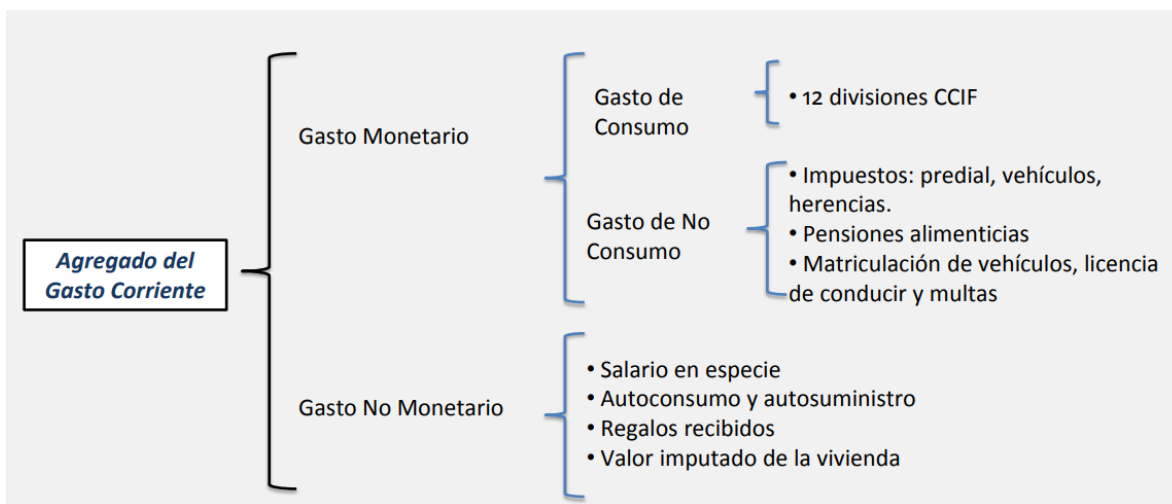 Agregado del
Gasto Corriente
Gasto Monetario
Gasto de
Consumo
• 12 divisiones CCIF
Gasto de No
Consumo
• Impuestos: predial, vehículos,
herencias.
• Pensiones alimenticias
• Matriculación de vehículos, licencia
de conducir y multas
Gasto No Monetario
• Salario en especie
• Autoconsumo y autosuministro
• Regalos recibidos
• Valor imputado de la vivienda